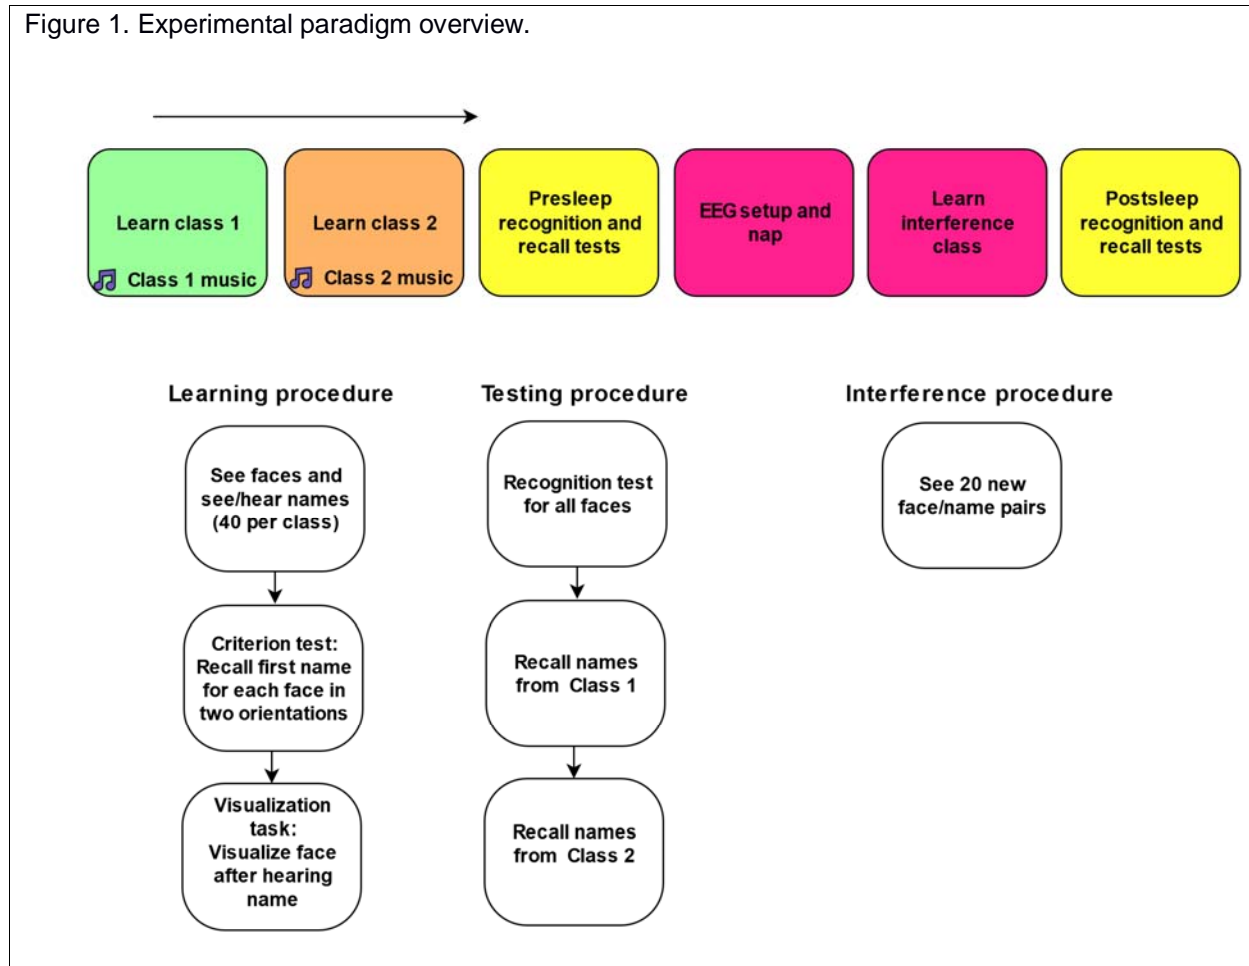 Figure 1. Experimental paradigm overview.
Learn class 1
Class 1 music
Learn class 2
Class 2 music
Presleep
recognition and
recall tests
EEG setup and
nap
Learn
interference
class
Postsleep
recognition and
recall tests
Learning procedure
See faces and
see/hear names
(40 per class)
Criterion test:
Recall first name
for each face in
two orientations
Visualization
task:
Visualize face
after hearing
name
Testing procedure
Recognition test
for all faces
Recall names
from Class 1
Recall names
from Class 2
Interference procedure
See 20 new
face/name pairs